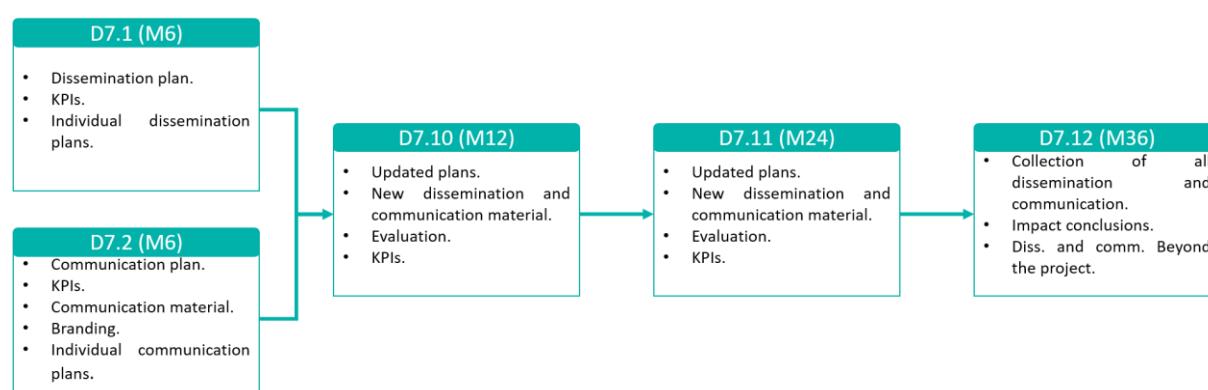 D7.1 (M6)
• Dissemination plan.
• KPIs.
• Individual dissemination
plans.
D7.2 (M6)
• Communication plan.
• KPIs.
• Communication material.
• Branding.
• Individual communication
plans.
D7.10 (M12)
• Updated plans.
• New dissemination and
communication material.
• Evaluation.
• KPIs.
D7.11 (M24)
• Updated plans.
• New dissemination and
communication material.
• Evaluation.
• KPIs.
D7.12 (M36)
• Collection of all
dissemination and
communication.
• Impact conclusions.
• Diss. and comm. Beyond
the project.